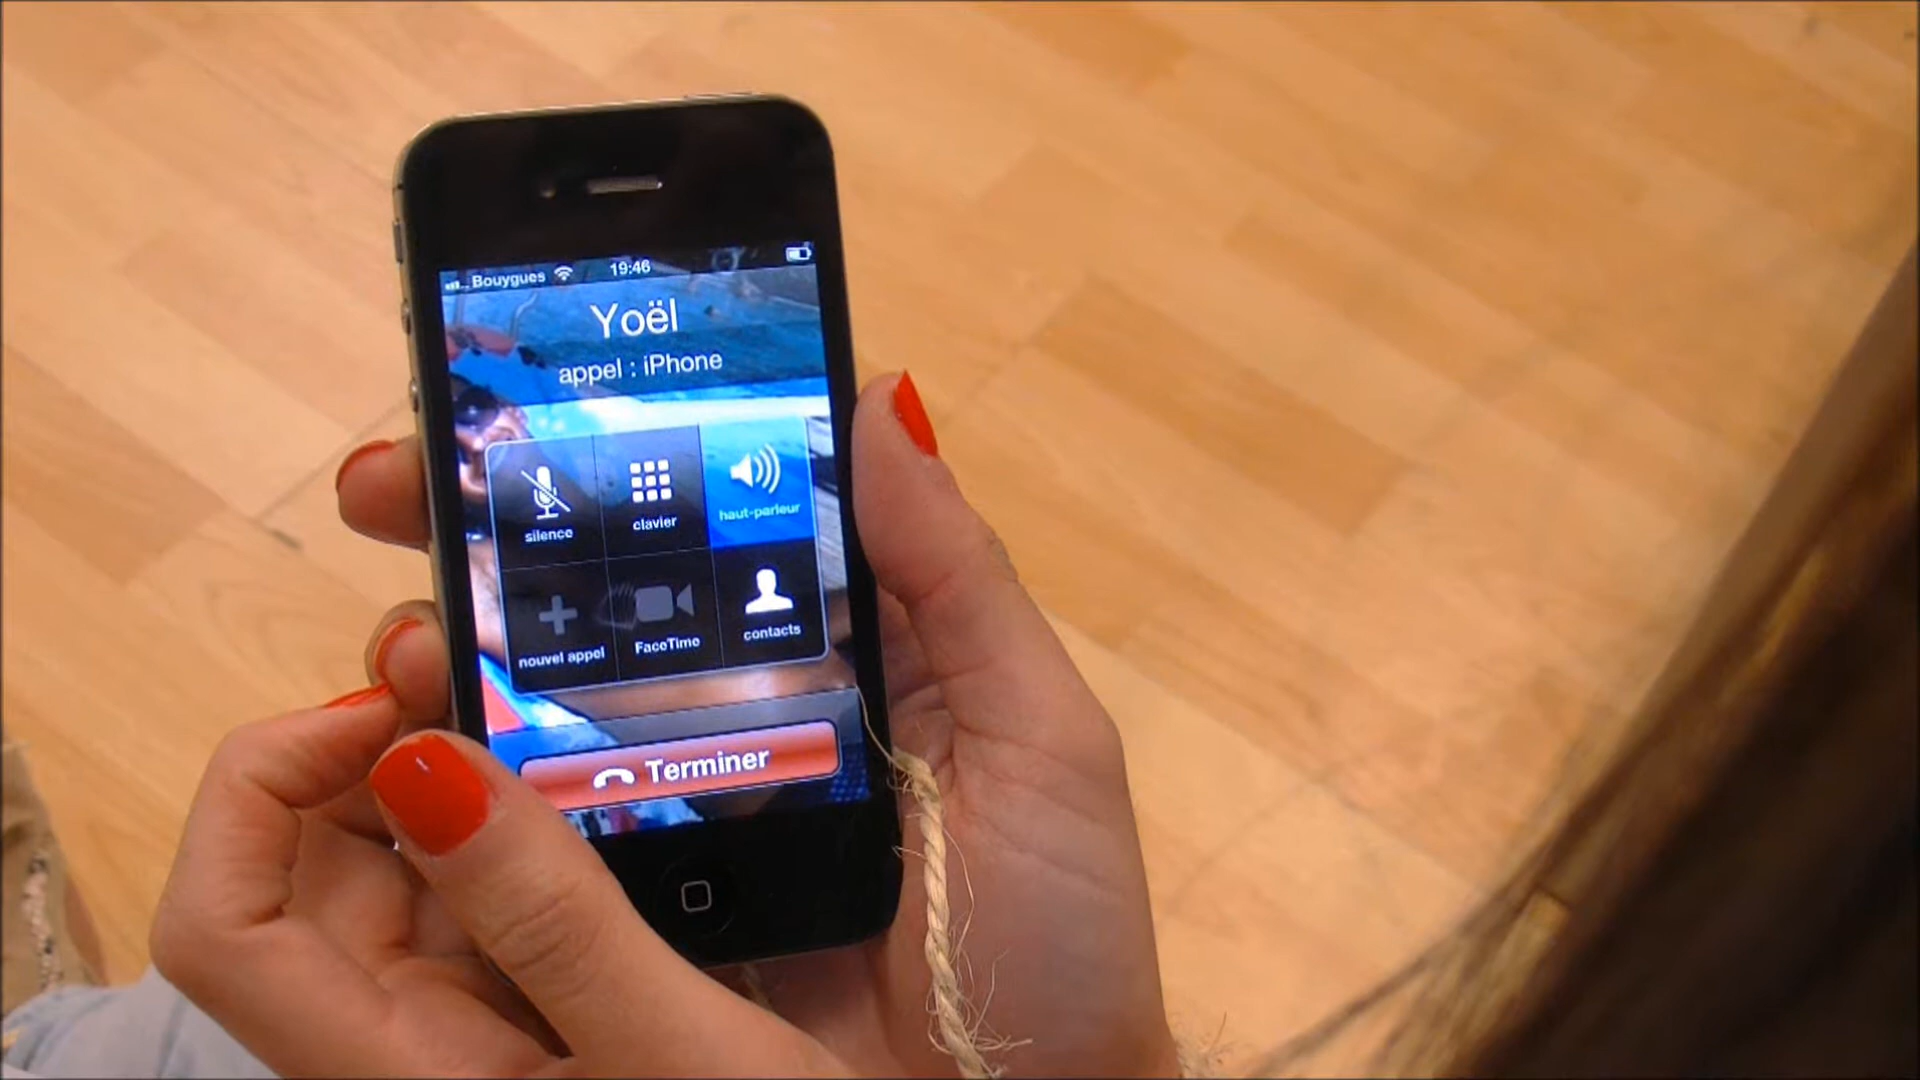 Bouygues 19:46
Yoël
appel : iPhone
silence clavier haut-parleur
nouvel appel FaceTime contacts
Terminer